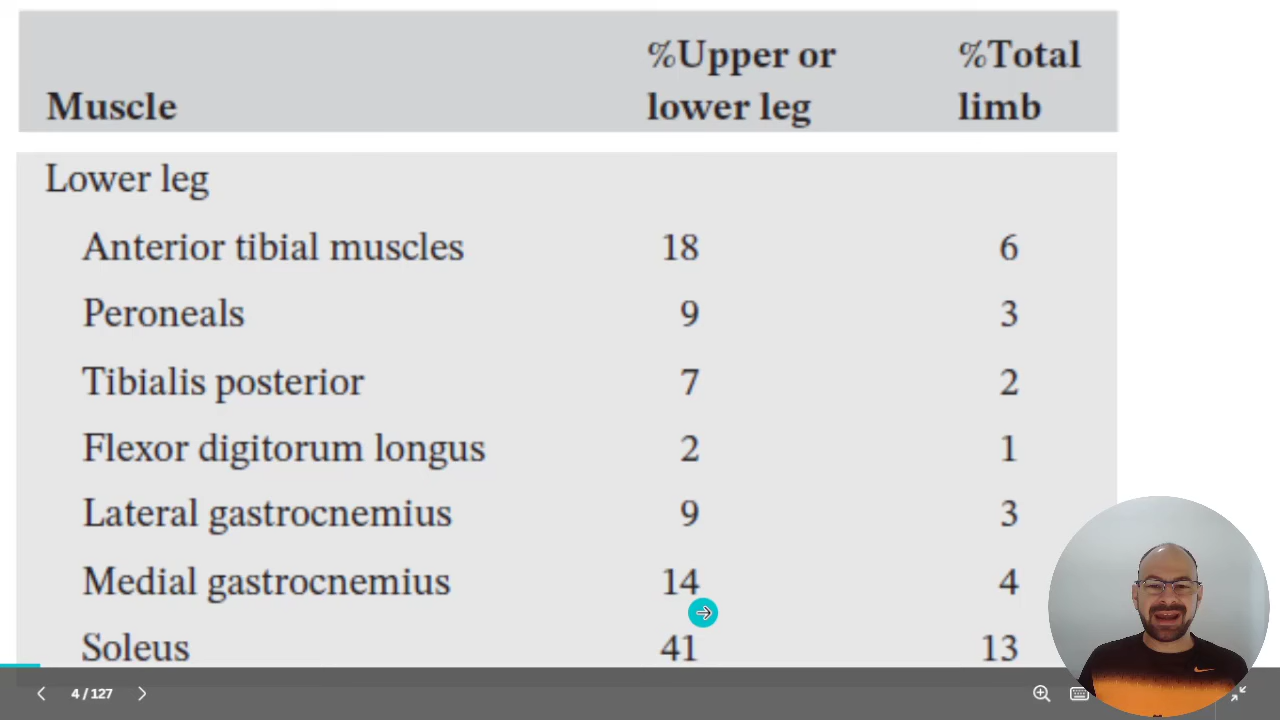 Muscle %Upper or lower leg %Total limb
Lower leg
Anterior tibial muscles 18 6
Peroneals 9 3
Tibialis posterior 7 2
Flexor digitorum longus 2 1
Lateral gastrocnemius 9 3
Medial gastrocnemius 14 4
Soleus 41 13
4 / 127